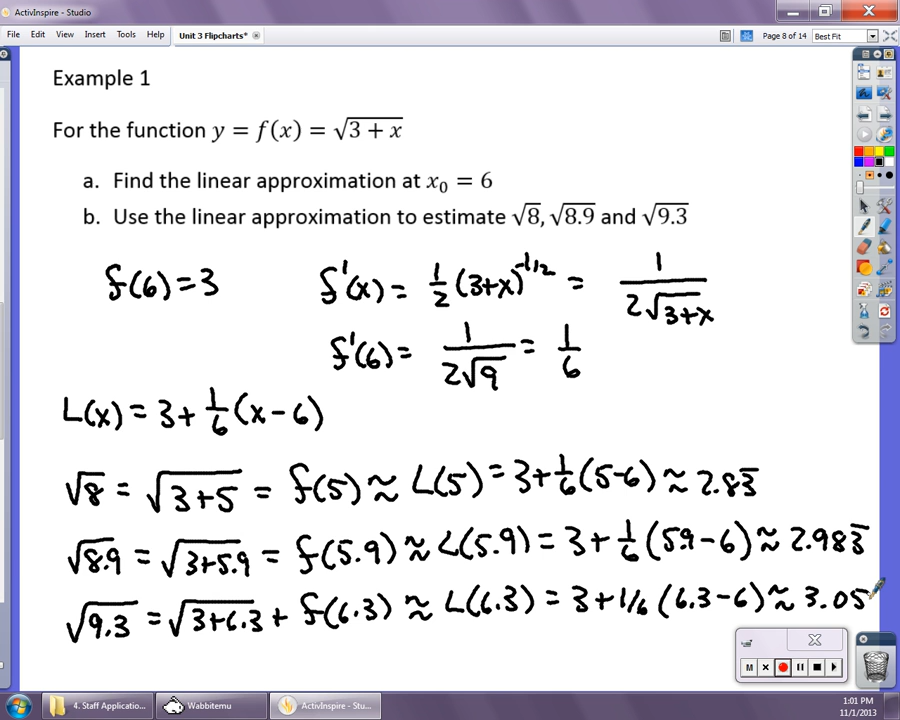 ActivInspire - Studio
File Edit View Insert Tools Help Unit 3 Flipcharts* Page 8 of 14 Best Fit
Example 1
For the function y = f(x) = √(3 + x)
a. Find the linear approximation at x₀ = 6
b. Use the linear approximation to estimate √8, √8.9 and √9.3
f(6) = 3 f'(x) = 1/2 (3+x)^-1/2 = 1/(2√(3+x))
f'(6) = 1/(2√9) = 1/6
L(x) = 3 + 1/6 (x - 6)
√8 = √(3+5) = f(5) ≈ L(5) = 3 + 1/6 (5-6) ≈ 2.83̅
√8.9 = √(3+5.9) = f(5.9) ≈ L(5.9) = 3 + 1/6 (5.9-6) ≈ 2.983̅
√9.3 = √(3+6.3) + f(6.3) ≈ L(6.3) = 3 + 1/6 (6.3-6) ≈ 3.05
M
4. Staff Applicatio... Wabbitemu ActivInspire - Stu...
1:01 PM
11/1/2013